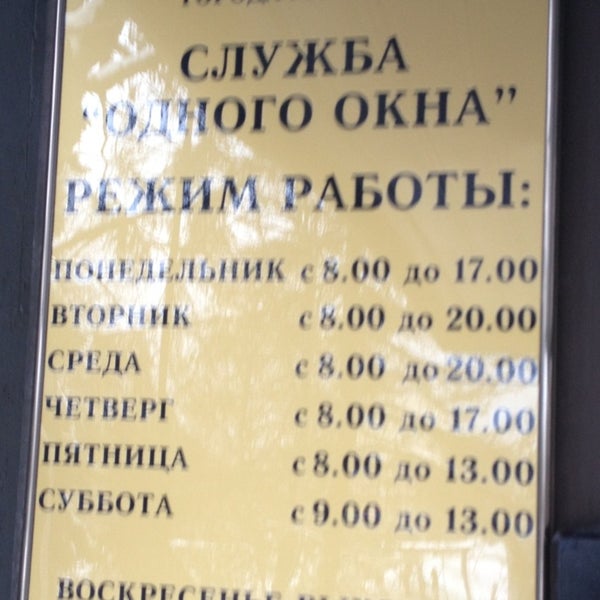 СЛУЖБА
“ОДНОГО ОКНА”
РЕЖИМ РАБОТЫ:
ПОНЕДЕЛЬНИК с 8.00 до 17.00
ВТОРНИК с 8.00 до 20.00
СРЕДА с 8.00 до 20.00
ЧЕТВЕРГ с 8.00 до 17.00
ПЯТНИЦА с 8.00 до 13.00
СУББОТА с 9.00 до 13.00
ВОСКРЕСЕНЬЕ